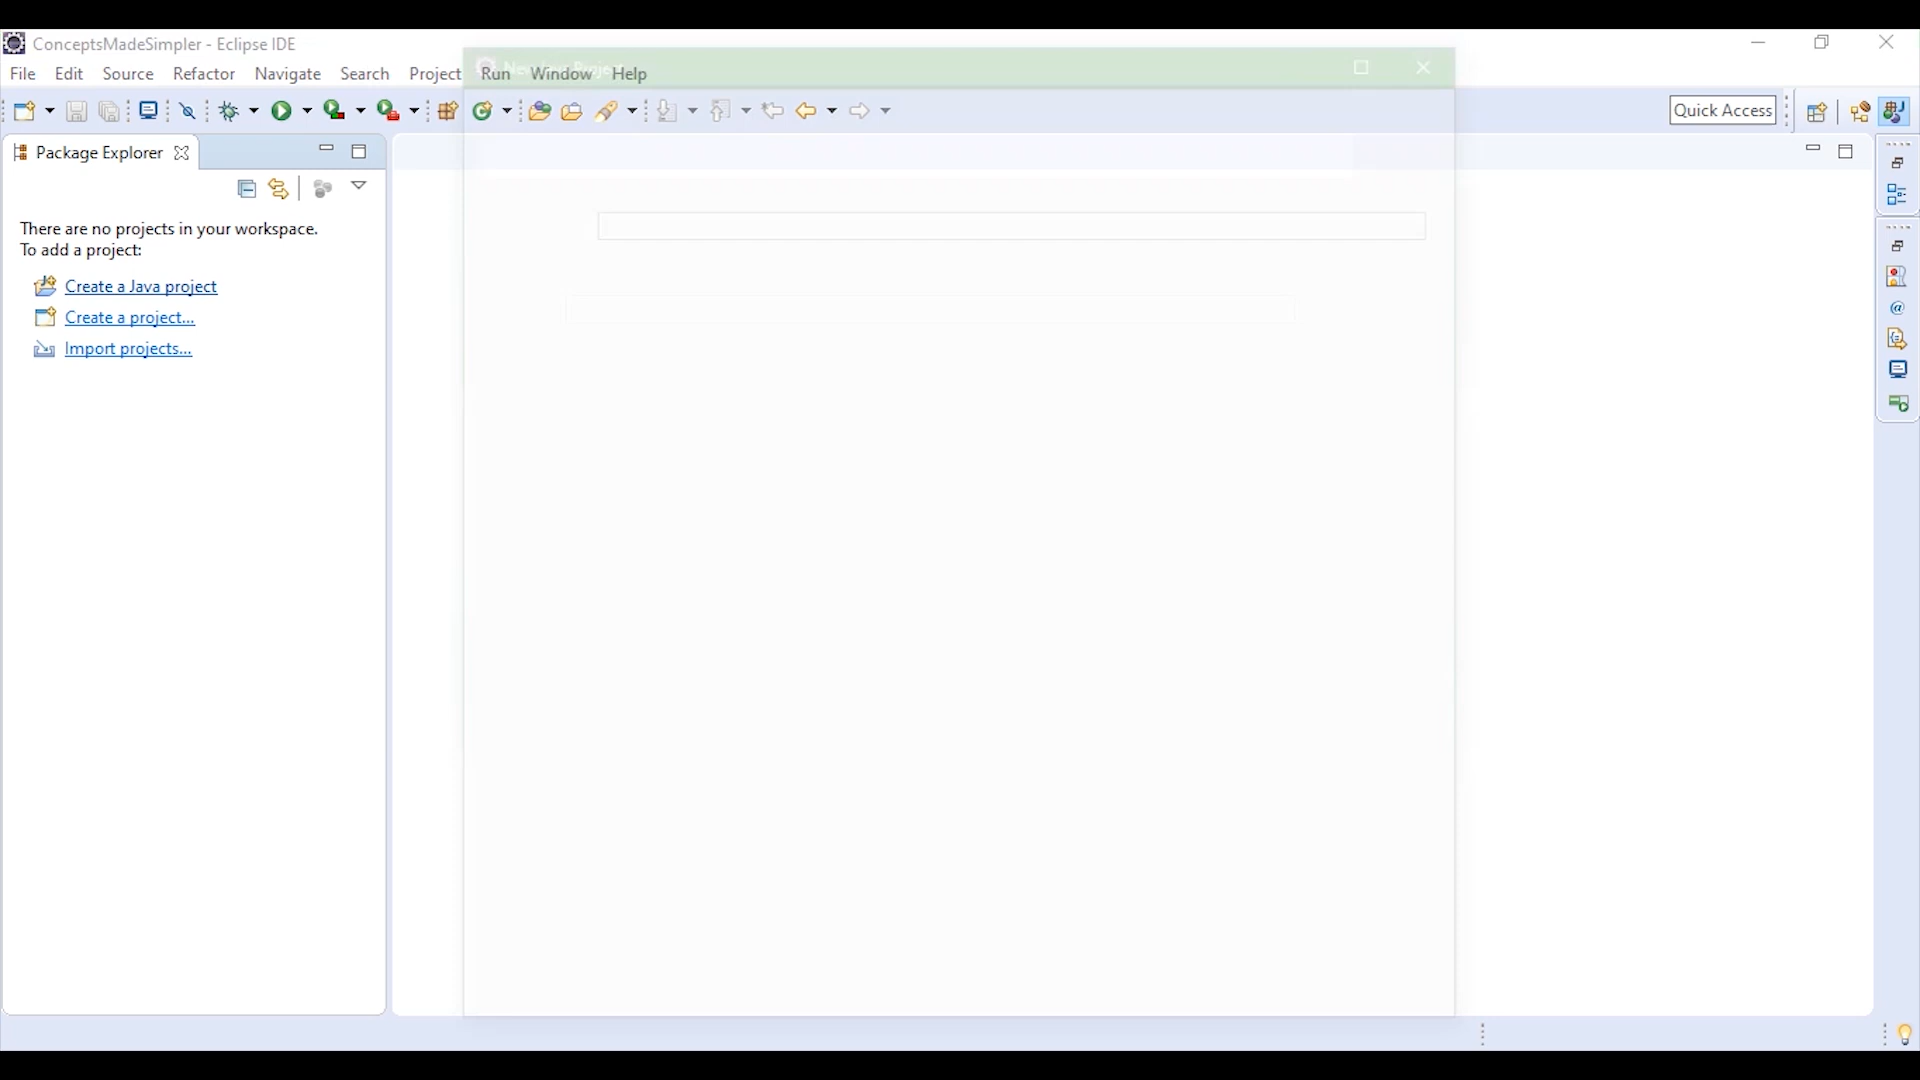 ConceptsMadeSimpler - Eclipse IDE
File Edit Source Refactor Navigate Search Project Run Window Help
Quick Access
Package Explorer
There are no projects in your workspace.
To add a project:
Create a Java project
Create a project...
Import projects...